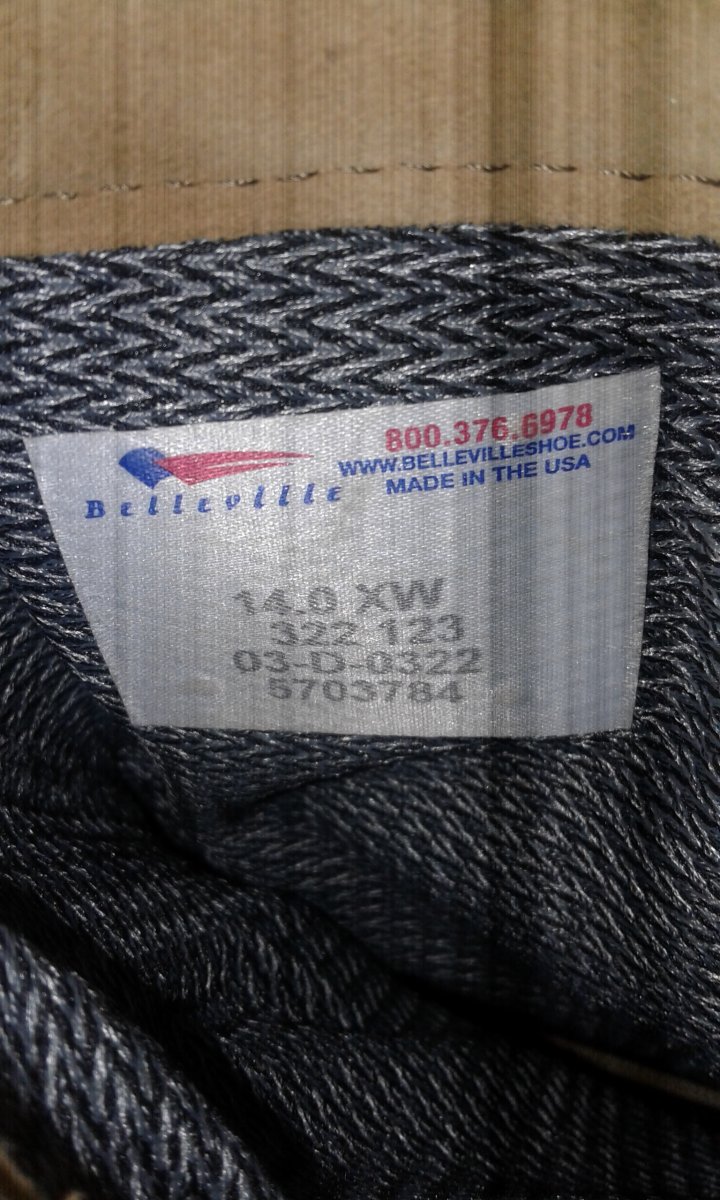 Belleville
800.376.6978
WWW.BELLEVILLESHOE.COM
MADE IN THE USA
14.0 XW
322 123
03-D-0322
5703784